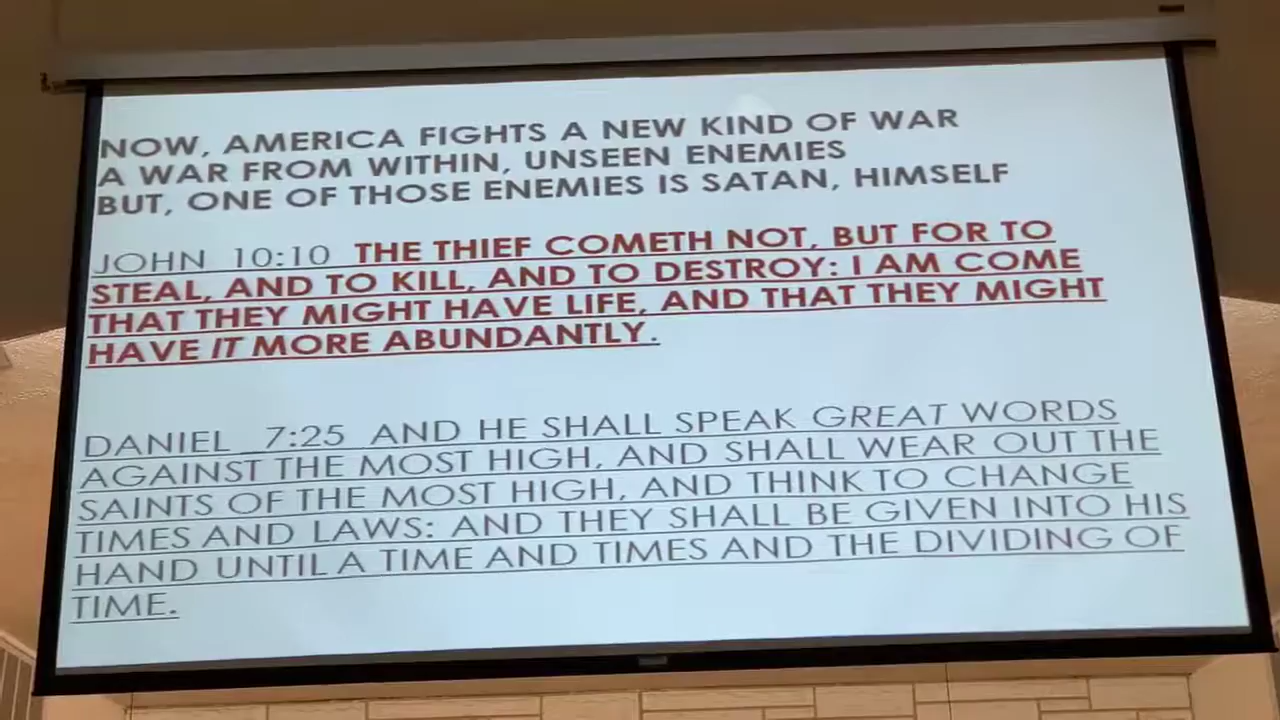 NOW, AMERICA FIGHTS A NEW KIND OF WAR
A WAR FROM WITHIN, UNSEEN ENEMIES
BUT, ONE OF THOSE ENEMIES IS SATAN, HIMSELF
JOHN 10:10 THE THIEF COMETH NOT, BUT FOR TO
STEAL, AND TO KILL, AND TO DESTROY: I AM COME
THAT THEY MIGHT HAVE LIFE, AND THAT THEY MIGHT
HAVE IT MORE ABUNDANTLY.
DANIEL 7:25 AND HE SHALL SPEAK GREAT WORDS
AGAINST THE MOST HIGH, AND SHALL WEAR OUT THE
SAINTS OF THE MOST HIGH, AND THINK TO CHANGE
TIMES AND LAWS: AND THEY SHALL BE GIVEN INTO HIS
HAND UNTIL A TIME AND TIMES AND THE DIVIDING OF
TIME.